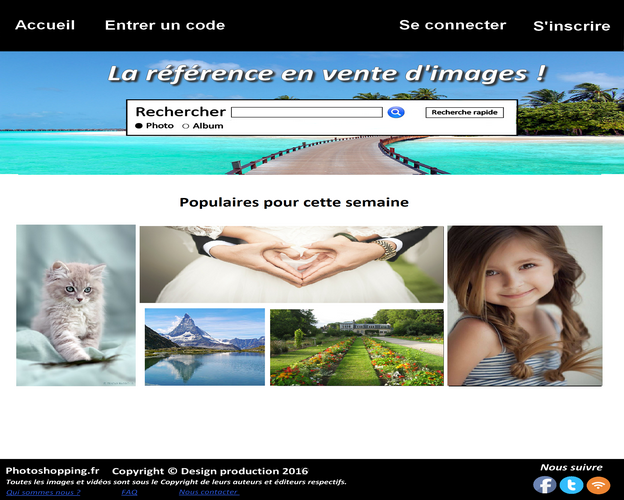 Accueil Entrer un code Se connecter S'inscrire
La référence en vente d'images !
Rechercher Recherche rapide
Photo Album
Populaires pour cette semaine
Nous suivre
Photoshopping.fr Copyright © Design production 2016
Toutes les images et vidéos sont sous le Copyright de leurs auteurs et éditeurs respectifs.
Qui sommes nous ? FAQ Nous contacter